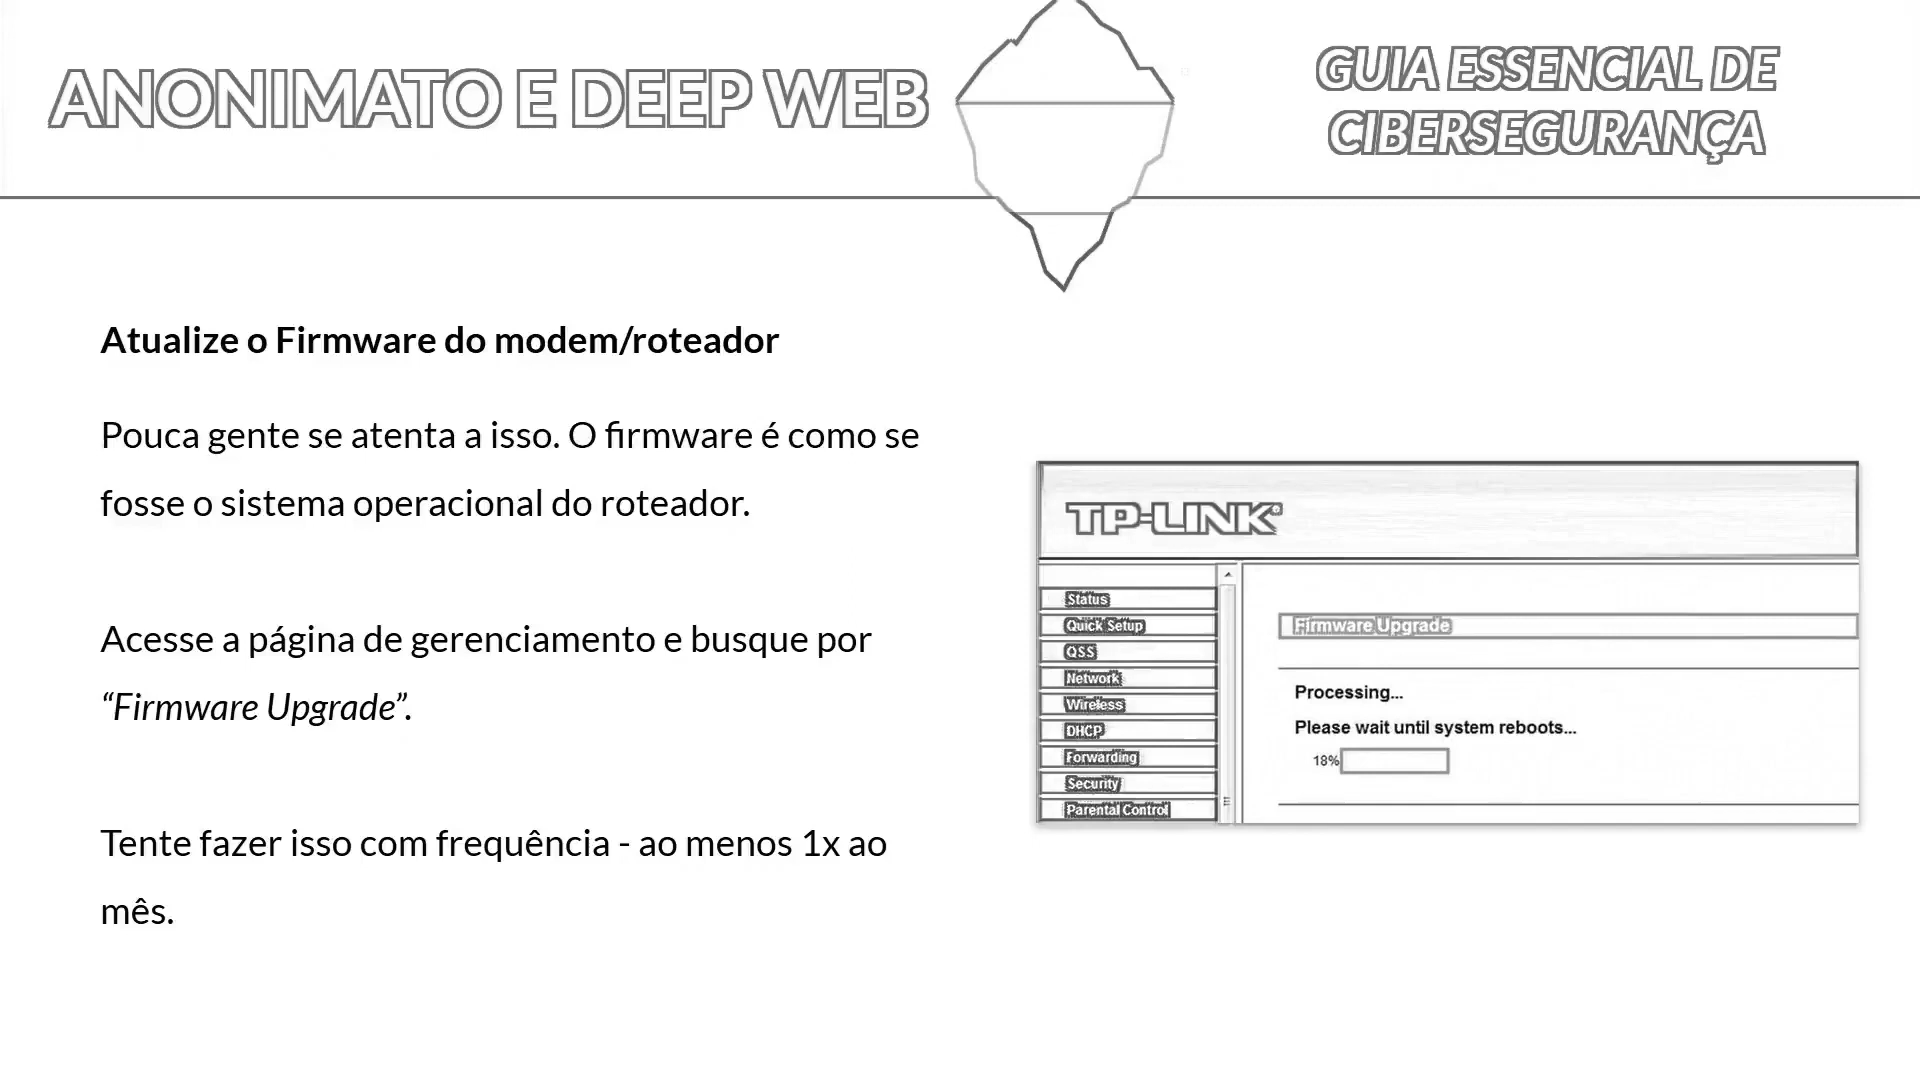 ANONIMATO E DEEP WEB
GUIA ESSENCIAL DE
CIBERSEGURANÇA
Atualize o Firmware do modem/roteador
Pouca gente se atenta a isso. O firmware é como se
fosse o sistema operacional do roteador.
Acesse a página de gerenciamento e busque por
“Firmware Upgrade”.
Tente fazer isso com frequência - ao menos 1x ao
mês.
TP-LINK®
Status
Quick Setup
QSS
Network
Wireless
DHCP
Forwarding
Security
Parental Control
Firmware Upgrade
Processing...
Please wait until system reboots...
18%